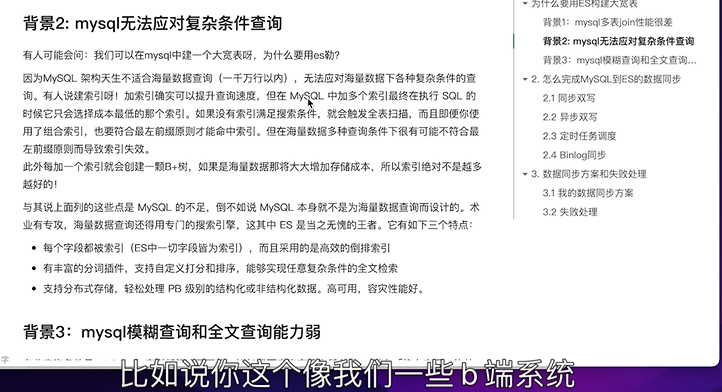 背景2: mysql无法应对复杂条件查询
有人可能会问：我们可以在mysql中建一个大宽表呀，为什么要用es勒?
因为MySQL 架构天生不适合海量数据查询（一千万行以内），无法应对海量数据下各种复杂条件的查
询。有人说建索引呀！加索引确实可以提升查询速度，但在 MySQL 中加多个索引最终在执行 SQL 的
时候它只会选择成本最低的那个索引。如果没有索引满足搜索条件，就会触发全表扫描，而且即便你使
用了组合索引，也要符合最左前缀原则才能命中索引。但在海量数据多种查询条件下很有可能不符合最
左前缀原则而导致索引失效。
此外每加一个索引就会创建一颗B+树，如果是海量数据那将大大增加存储成本，所以索引绝对不是越多
越好的！
与其说上面列的这些点是 MySQL 的不足，倒不如说 MySQL 本身就不是为海量数据查询而设计的。术
业有专攻，海量数据查询还得用专门的搜索引擎，这其中 ES 是当之无愧的王者。它有如下三个特点：
每个字段都被索引（ES中一切字段皆为索引），而且采用的是高效的倒排索引
有丰富的分词插件，支持自定义打分和排序，能够实现任意复杂条件的全文检索
支持分布式存储，轻松处理 PB 级别的结构化或非结构化数据。高可用，容灾性能好。
背景3：mysql模糊查询和全文查询能力弱
字
比如说你这个像我们一些 b 端系统
为什么要用ES构建大宽表
背景1：mysql多表join性能很差
背景2: mysql无法应对复杂条件查询
背景3：mysql模糊查询和全文查询...
2. 怎么完成MySQL到ES的数据同步
2.1 同步双写
2.2 异步双写
2.3 定时任务调度
2.4 Binlog同步
3. 数据同步方案和失败处理
3.1 我的数据同步方案
3.2 失败处理